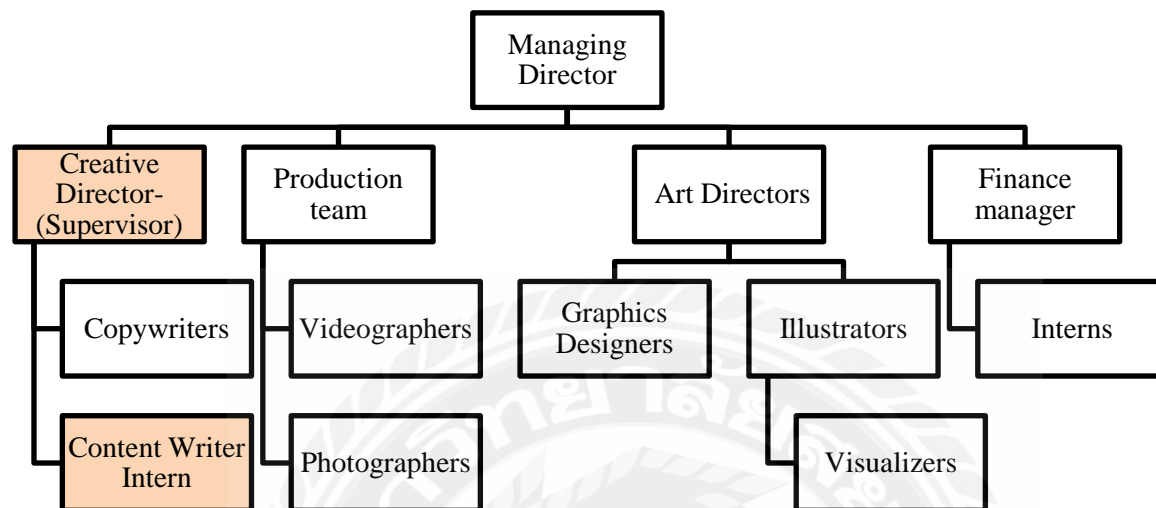 Managing
Director
Creative
Director-
(Supervisor)
Production
team
Art Directors
Finance
manager
Copywriters
Videographers
Graphics
Designers
Illustrators
Interns
Content Writer
Intern
Photographers
Visualizers